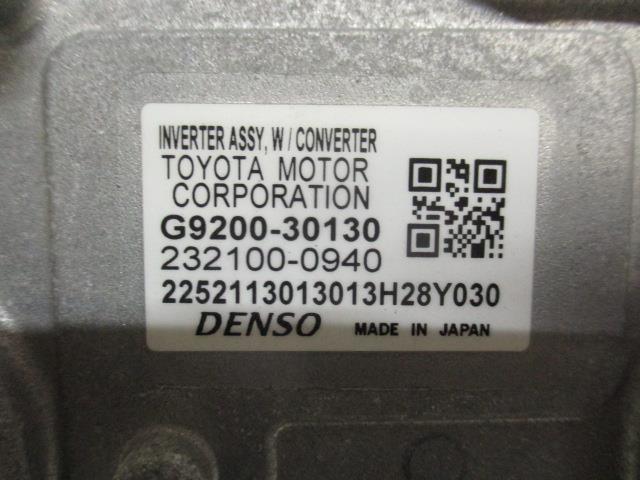 INVERTER ASSY, W / CONVERTER
TOYOTA MOTOR
CORPORATION
G9200-30130
232100-0940
2252113013013H28Y030
DENSO MADE IN JAPAN